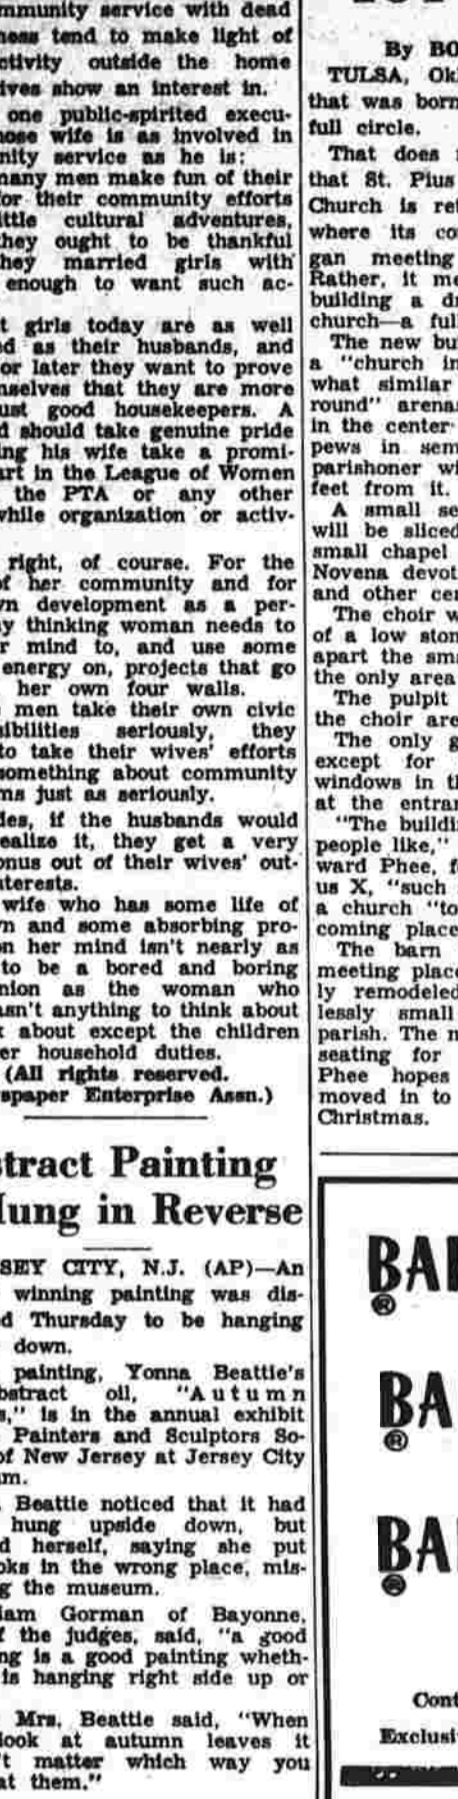 mmunity service with dead
ness tend to make light of
ctivity outside the home
ives show an interest in.
one public-spirited execu-
hose wife is as involved in
nity service as he is:
many men make fun of their
for their community efforts
ittle cultural adventures,
they ought to be thankful
they married girls with
enough to want such ac-
t girls today are as well
ed as their husbands, and
or later they want to prove
mselves that they are more
ust good housekeepers. A
d should take genuine pride
ing his wife take a promi-
art in the League of Women
the PTA or any other
while organization or activ-
right, of course. For the
of her community and for
wn development as a per-
ny thinking woman needs to
r mind to, and use some
energy on, projects that go
her own four walls.
men take their own civic
sibilities seriously, they
to take their wives' efforts
something about community
ms just as seriously.
des, if the husbands would
realize it, they get a very
onus out of their wives' out-
nterests.
wife who has some life of
wn and some absorbing pro-
on her mind isn't nearly as
to be a bored and boring
nion as the woman who
asn't anything to think about
k about except the children
er household duties.
(All rights reserved.
spaper Enterprise Assn.)
stract Painting
Hung in Reverse
SEY CITY, N.J. (AP)—An
winning painting was dis-
d Thursday to be hanging
down.
painting, Yonna Beattie's
bstract oil, "Autumn
s," is in the annual exhibit
Painters and Sculptors So-
of New Jersey at Jersey City
um.
. Beattie noticed that it had
hung upside down, but
d herself, saying she put
oks in the wrong place, mis-
g the museum.
iam Gorman of Bayonne,
f the judges, said, "a good
ng is a good painting wheth-
is hanging right side up or
Mrs. Beattie said, "When
look at autumn leaves it
't matter which way you
at them."
By BO
TULSA, Okl
that was born
full circle.
That does
that St. Pius
Church is ret
where its co
gan meeting
Rather, it me
building a dr
church—a full
The new bu
a "church in
what similar
round" arenas
in the center
pews in sem
parishoner wi
feet from it.
A small se
will be sliced
small chapel
Novena devot
and other cer
The choir w
of a low ston
apart the sma
the only area
The pulpit
the choir are
The only g
except for
windows in th
at the entran
"The buildi
people like,"
ward Phee, f
us X, "such
a church "to
coming place
The barn
meeting place
ly remodeled
lessly small
parish. The n
seating for
Phee hopes
moved in to
Christmas.
BAI
®
BA
®
BAI
®
Cont
Exclusi